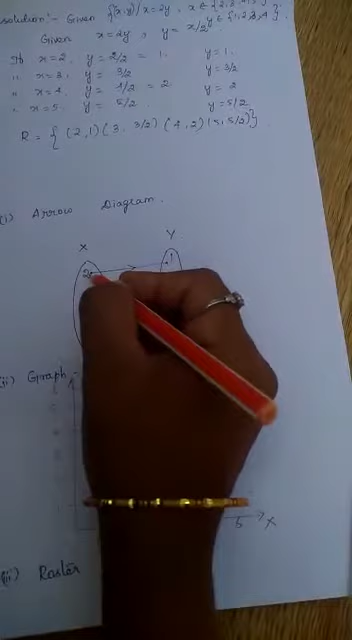 solution:- Given {(x,y)/x=2y, x ∈ {2,3,4,5} y ∈ {1,2,3,4}
Given x=2y, y = x/2
If x=2, y = 2/2 = 1. y = 1.
" x=3. y = 3/2 y = 3/2
" x=4. y = 4/2 = 2 y = 2
" x=5. y = 5/2 y = 5/2
R = { (2,1) (3, 3/2) (4,2) (5, 5/2) }
(i) Arrow Diagram.
X Y
2 1
(ii) Graph -
5 X
(iii) Roster